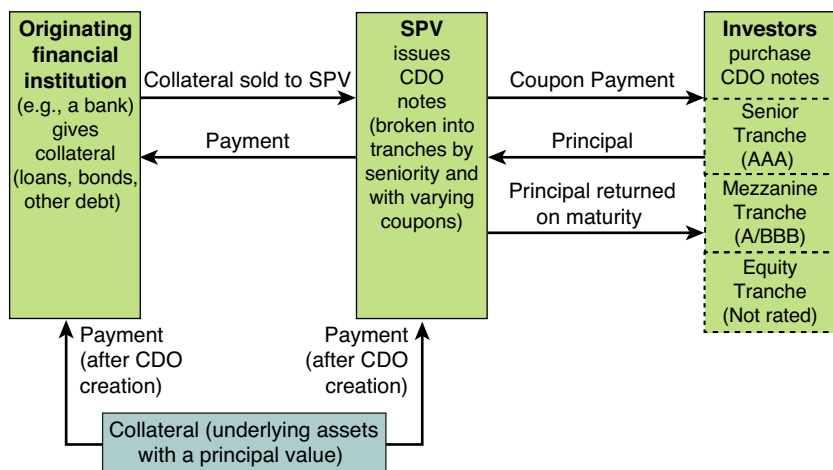 Originating
financial
institution
(e.g., a bank)
gives
collateral
(loans, bonds,
other debt)
Collateral sold to SPV
Payment
SPV
issues
CDO
notes
(broken into
tranches by
seniority and
with varying
coupons)
Coupon Payment
Principal
Principal returned
on maturity
Investors
purchase
CDO notes
Senior
Tranche
(AAA)
Mezzanine
Tranche
(A/BBB)
Equity
Tranche
(Not rated)
Payment
(after CDO
creation)
Payment
(after CDO
creation)
Collateral (underlying assets
with a principal value)